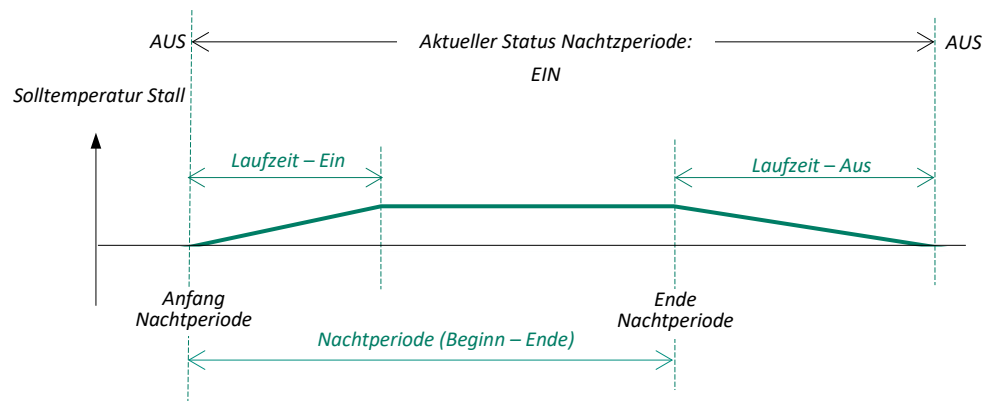 AUS
Aktueller Status Nachtzperiode:
AUS
EIN
Solltemperatur Stall
Laufzeit – Ein
Laufzeit – Aus
Anfang
Nachtperiode
Ende
Nachtperiode
Nachtperiode (Beginn – Ende)